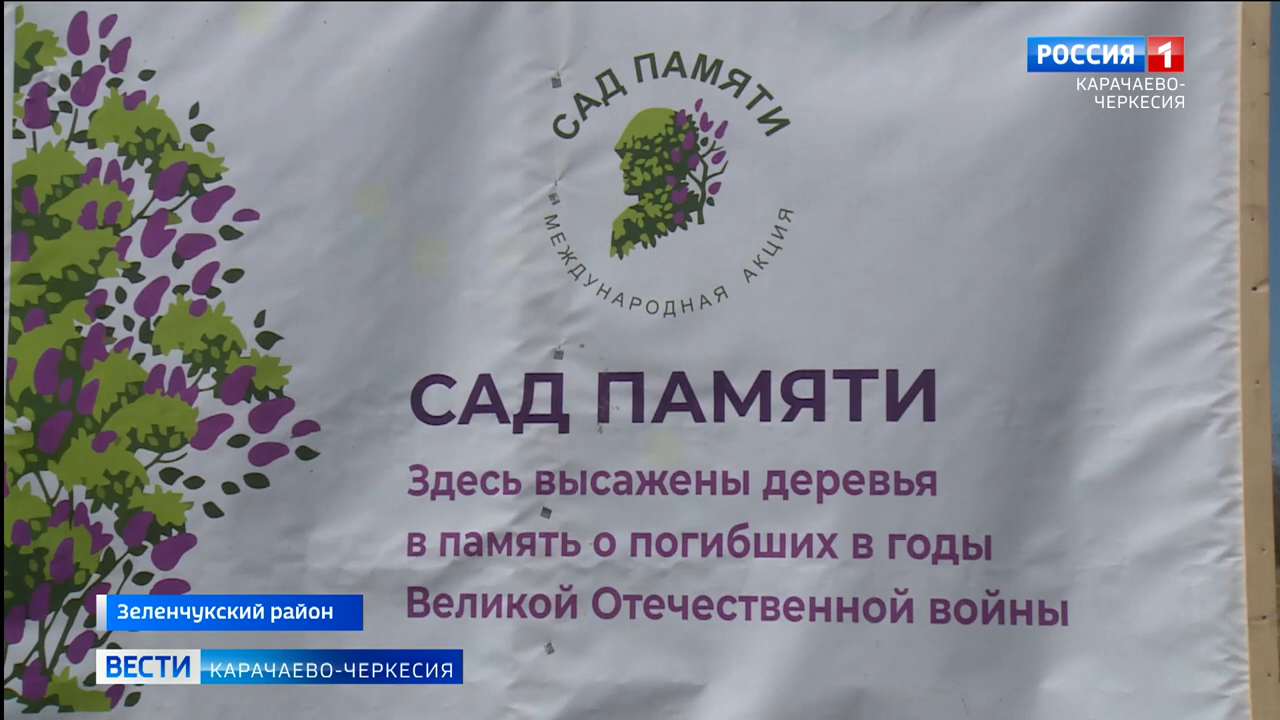 РОССИЯ 1
КАРАЧАЕВО-
ЧЕРКЕСИЯ
САД ПАМЯТИ
МЕЖДУНАРОДНАЯ АКЦИЯ
САД ПАМЯТИ
Здесь высажены деревья
в память о погибших в годы
Великой Отечественной войны
Зеленчукский район
ВЕСТИ КАРАЧАЕВО-ЧЕРКЕСИЯ